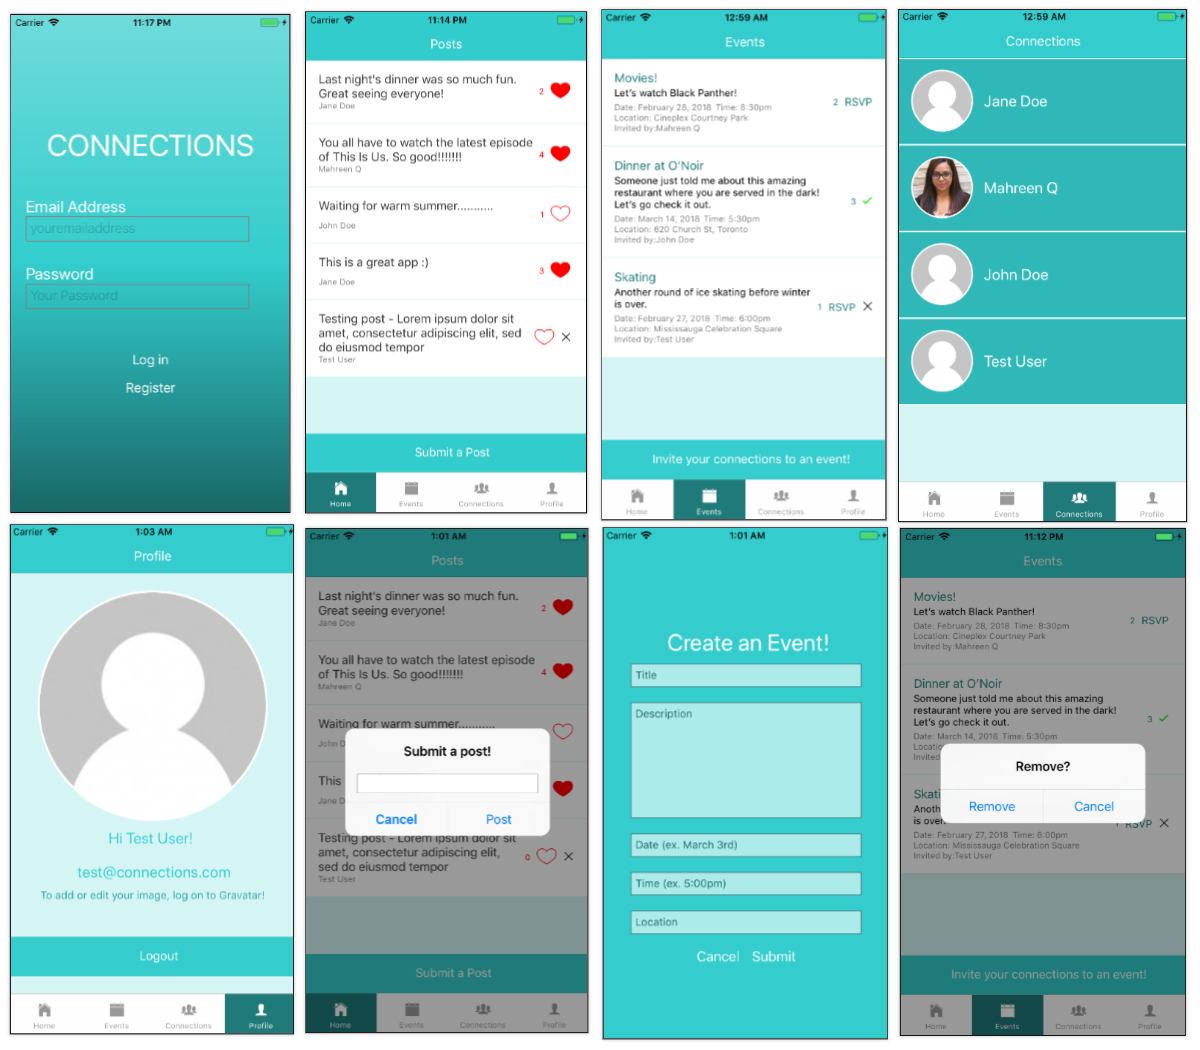 Carrier 11:17 PM
CONNECTIONS
Email Address
youremailaddress
Password
Your Password
Log in
Register
Carrier 11:14 PM
Posts
Last night's dinner was so much fun.
Great seeing everyone!
Jane Doe
2
You all have to watch the latest episode
of This Is Us. So good!!!!!!!
Mahreen Q
4
Waiting for warm summer...........
John Doe
1
This is a great app :)
Jane Doe
3
Testing post - Lorem ipsum dolor sit
amet, consectetur adipiscing elit, sed
do eiusmod tempor
Test User
Submit a Post
Home Events Connections Profile
Carrier 12:59 AM
Events
Movies!
Let's watch Black Panther!
Date: February 28, 2018 Time: 8:30pm
Location: Cineplex Courtney Park
Invited by:Mahreen Q
2 RSVP
Dinner at O'Noir
Someone just told me about this amazing
restaurant where you are served in the dark!
Let's go check it out.
Date: March 14, 2018 Time: 5:30pm
Location: 620 Church St, Toronto
Invited by:John Doe
3
Skating
Another round of ice skating before winter
is over.
Date: February 27, 2018 Time: 6:00pm
Location: Mississauga Celebration Square
Invited by:Test User
1 RSVP
Invite your connections to an event!
Home Events Connections Profile
Carrier 12:59 AM
Connections
Jane Doe
Mahreen Q
John Doe
Test User
Home Events Connections Profile
Carrier 1:03 AM
Profile
Hi Test User!
test@connections.com
To add or edit your image, log on to Gravatar!
Logout
Home Events Connections Profile
Carrier 1:01 AM
Posts
Last night's dinner was so much fun.
Great seeing everyone!
Jane Doe
2
You all have to watch the latest episode
of This Is Us. So good!!!!!!!
Mahreen Q
4
Waiting for warm summer...........
John D
Submit a post!
This
Jane D
Cancel Post
Testing post - Lorem ipsum dolor sit
amet, consectetur adipiscing elit,
sed do eiusmod tempor
Test User
0
Submit a Post
Home Events Connections Profile
Carrier 1:01 AM
Create an Event!
Title
Description
Date (ex. March 3rd)
Time (ex. 5:00pm)
Location
Cancel Submit
Carrier 11:12 PM
Events
Movies!
Let's watch Black Panther!
Date: February 28, 2018 Time: 8:30pm
Location: Cineplex Courtney Park
Invited by:Mahreen Q
2 RSVP
Dinner at O'Noir
Someone just told me about this amazing
restaurant where you are served in the dark!
Let's go check it out.
Date: March 14, 2018 Time: 5:30pm
Locatio
Invited
3
Remove?
Remove Cancel
Skati
Anoth
is over.
Date: February 27, 2018 Time: 6:00pm
Location: Mississauga Celebration Square
Invited by:Test User
1 RSVP
Invite your connections to an event!
Home Events Connections Profile